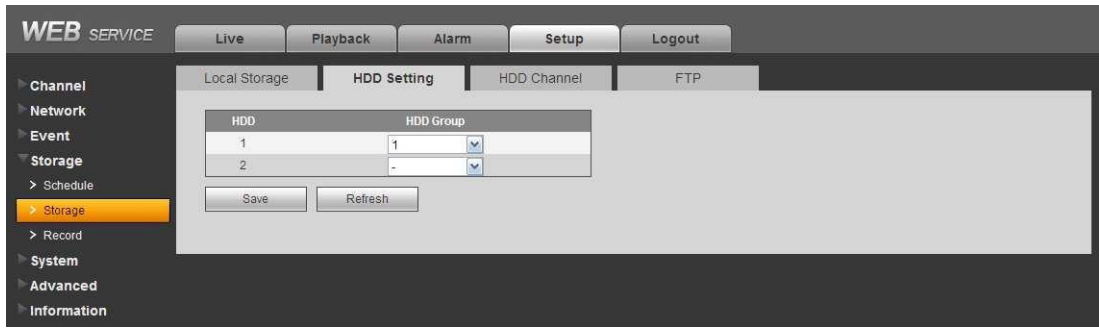 WEB SERVICE
Live Playback Alarm Setup Logout
Local Storage HDD Setting HDD Channel FTP
Channel
Network
Event
Storage
> Schedule
> Storage
> Record
System
Advanced
Information
HDD HDD Group
1 1
2 -
Save Refresh